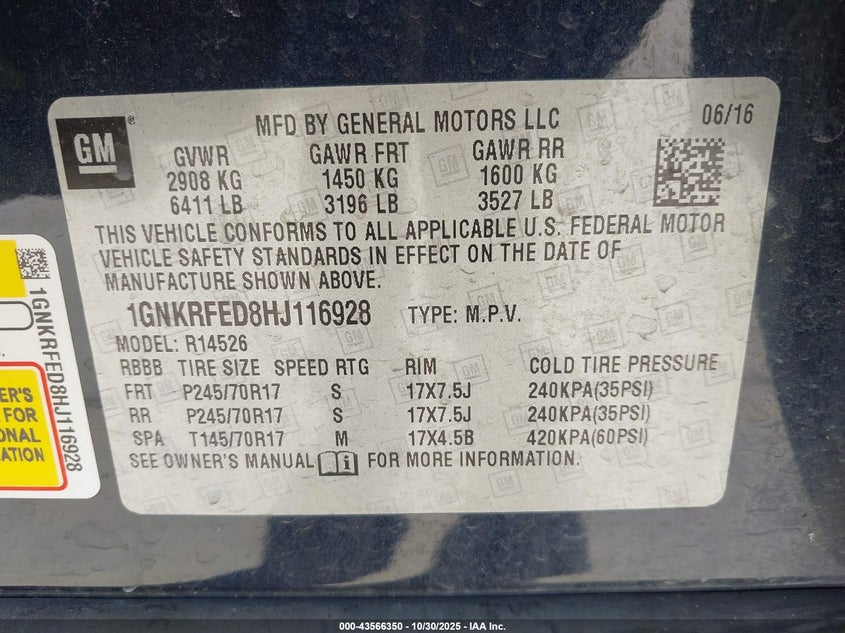 GM
®
MFD BY GENERAL MOTORS LLC
06/16
GVWR GAWR FRT GAWR RR
2908 KG 1450 KG 1600 KG
6411 LB 3196 LB 3527 LB
THIS VEHICLE CONFORMS TO ALL APPLICABLE U.S. FEDERAL MOTOR
VEHICLE SAFETY STANDARDS IN EFFECT ON THE DATE OF
MANUFACTURE SHOWN ABOVE.
1GNKRFED8HJ116928 TYPE: M.P.V.
MODEL: R14526
RBBB TIRE SIZE SPEED RTG RIM COLD TIRE PRESSURE
FRT P245/70R17 S 17X7.5J 240KPA(35PSI)
RR P245/70R17 S 17X7.5J 240KPA(35PSI)
SPA T145/70R17 M 17X4.5B 420KPA(60PSI)
SEE OWNER'S MANUAL FOR MORE INFORMATION.
1GNKRFED8HJ116928
ER'S
FOR
ONAL
ATION
000-43566350 - 10/30/2025 - IAA Inc.